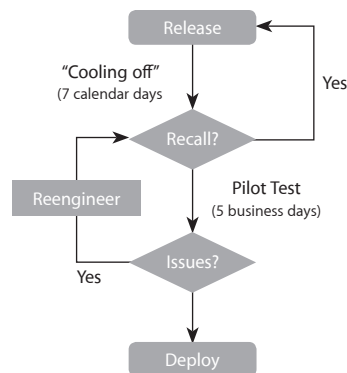 Release
“Cooling off”
(7 calendar days
Yes
Recall?
Pilot Test
(5 business days)
Reengineer
Issues?
Yes
Deploy